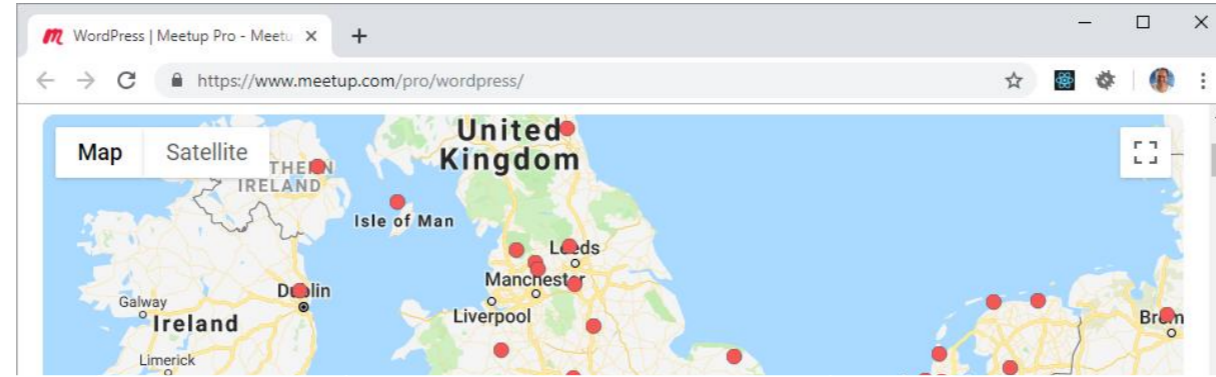 WordPress | Meetup Pro - Meetu
https://www.meetup.com/pro/wordpress/
Map Satellite
United
Kingdom
IRELAND
Isle of Man
Leeds
Manchester
Dublin
Galway
Liverpool
Ireland
Brem
Limerick